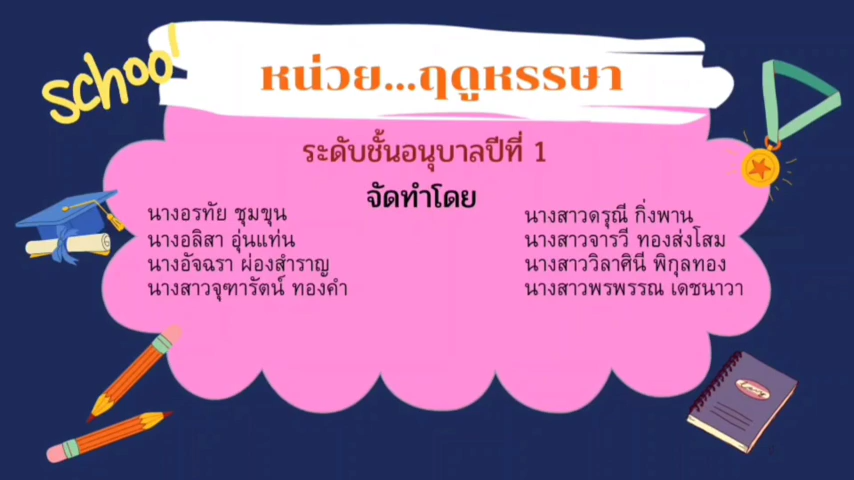 school
หน่วย...ฤดูหรรษา
ระดับชั้นอนุบาลปีที่ 1
จัดทำโดย
นางอรทัย ชุมขุน
นางอลิสา อุ่นแท่น
นางอัจฉรา ผ่องสำราญ
นางสาวจุฑารัตน์ ทองคำ
นางสาวดรุณี กิ่งพาน
นางสาวจารวี ทองส่งโสม
นางสาววิลาศินี พิกุลทอง
นางสาวพรพรรณ เดชนาวา